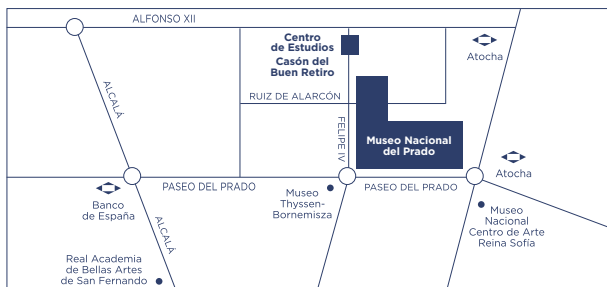 ALFONSO XII
Centro
de Estudios
Casón del
Buen Retiro
Atocha
ALCALÁ
RUIZ DE ALARCÓN
FELIPE IV
Museo Nacional
del Prado
Atocha
PASEO DEL PRADO
PASEO DEL PRADO
Banco
de España
Museo
Thyssen-
Bornemisza
Museo
Nacional
Centro de Arte
Reina Sofía
ALCALÁ
Real Academia
de Bellas Artes
de San Fernando